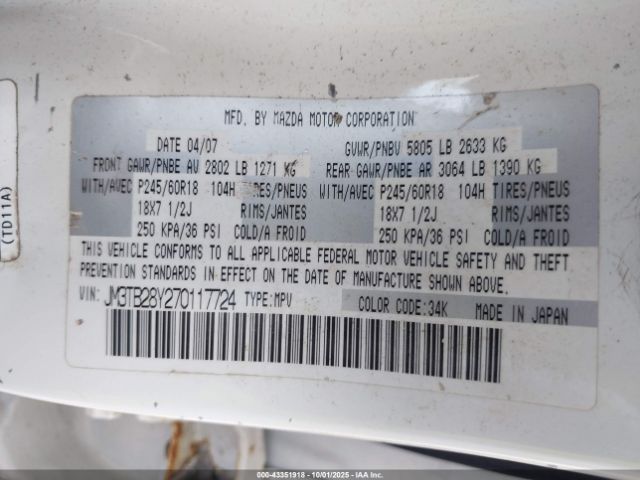 MFD. BY MAZDA MOTOR CORPORATION
DATE 04/07 GVWR/PNBV 5805 LB 2633 KG
FRONT GAWR/PNBE AV 2802 LB 1271 KG REAR GAWR/PNBE AR 3064 LB 1390 KG
WITH/AVEC P245/60R18 104H TIRES/PNEUS WITH/AVEC P245/60R18 104H TIRES/PNEUS
18X7 1/2J RIMS/JANTES 18X7 1/2J RIMS/JANTES
250 KPA/36 PSI COLD/A FROID 250 KPA/36 PSI COLD/A FROID
THIS VEHICLE CONFORMS TO ALL APPLICABLE FEDERAL MOTOR VEHICLE SAFETY AND THEFT
PREVENTION STANDARDS IN EFFECT ON THE DATE OF MANUFACTURE SHOWN ABOVE.
VIN: JM3TB28Y270117724 TYPE:MPV COLOR CODE:34K MADE IN JAPAN
(TD11A)
000-43351918 - 10/01/2025 - © IAA Inc. All Rights Reserved